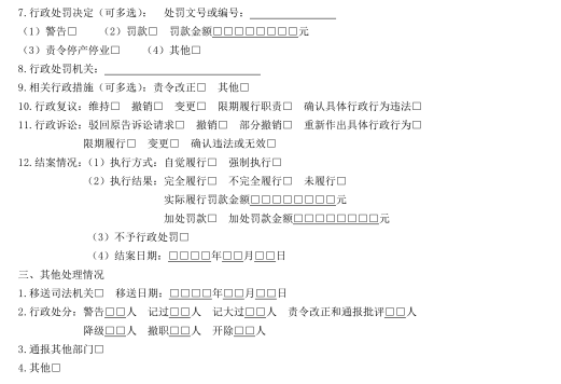 7.行政处罚决定（可多选）： 处罚文号或编号：
（1）警告□ （2）罚款□ 罚款金额□□□□□□□□元
（3）责令停产停业□ （4）其他□
8.行政处罚机关：
9.相关行政措施（可多选）：责令改正□ 其他□
10.行政复议：维持□ 撤销□ 变更□ 限期履行职责□ 确认具体行政行为违法□
11.行政诉讼：驳回原告诉讼请求□ 撤销□ 部分撤销□ 重新作出具体行政行为□
限期履行□ 变更□ 确认违法或无效□
12.结案情况：（1）执行方式：自觉履行□ 强制执行□
（2）执行结果：完全履行□ 不完全履行□ 未履行□
实际履行罚款金额□□□□□□□□元
加处罚款□ 加处罚款金额□□□□□□□□元
（3）不予行政处罚□
（4）结案日期：□□□□年□□月□□日
三、其他处理情况
1.移送司法机关□ 移送日期：□□□□年□□月□□日
2.行政处分：警告□□人 记过□□人 记大过□□人 责令改正和通报批评□□人
降级□□人 撤职□□人 开除□□人
3.通报其他部门□
4.其他□